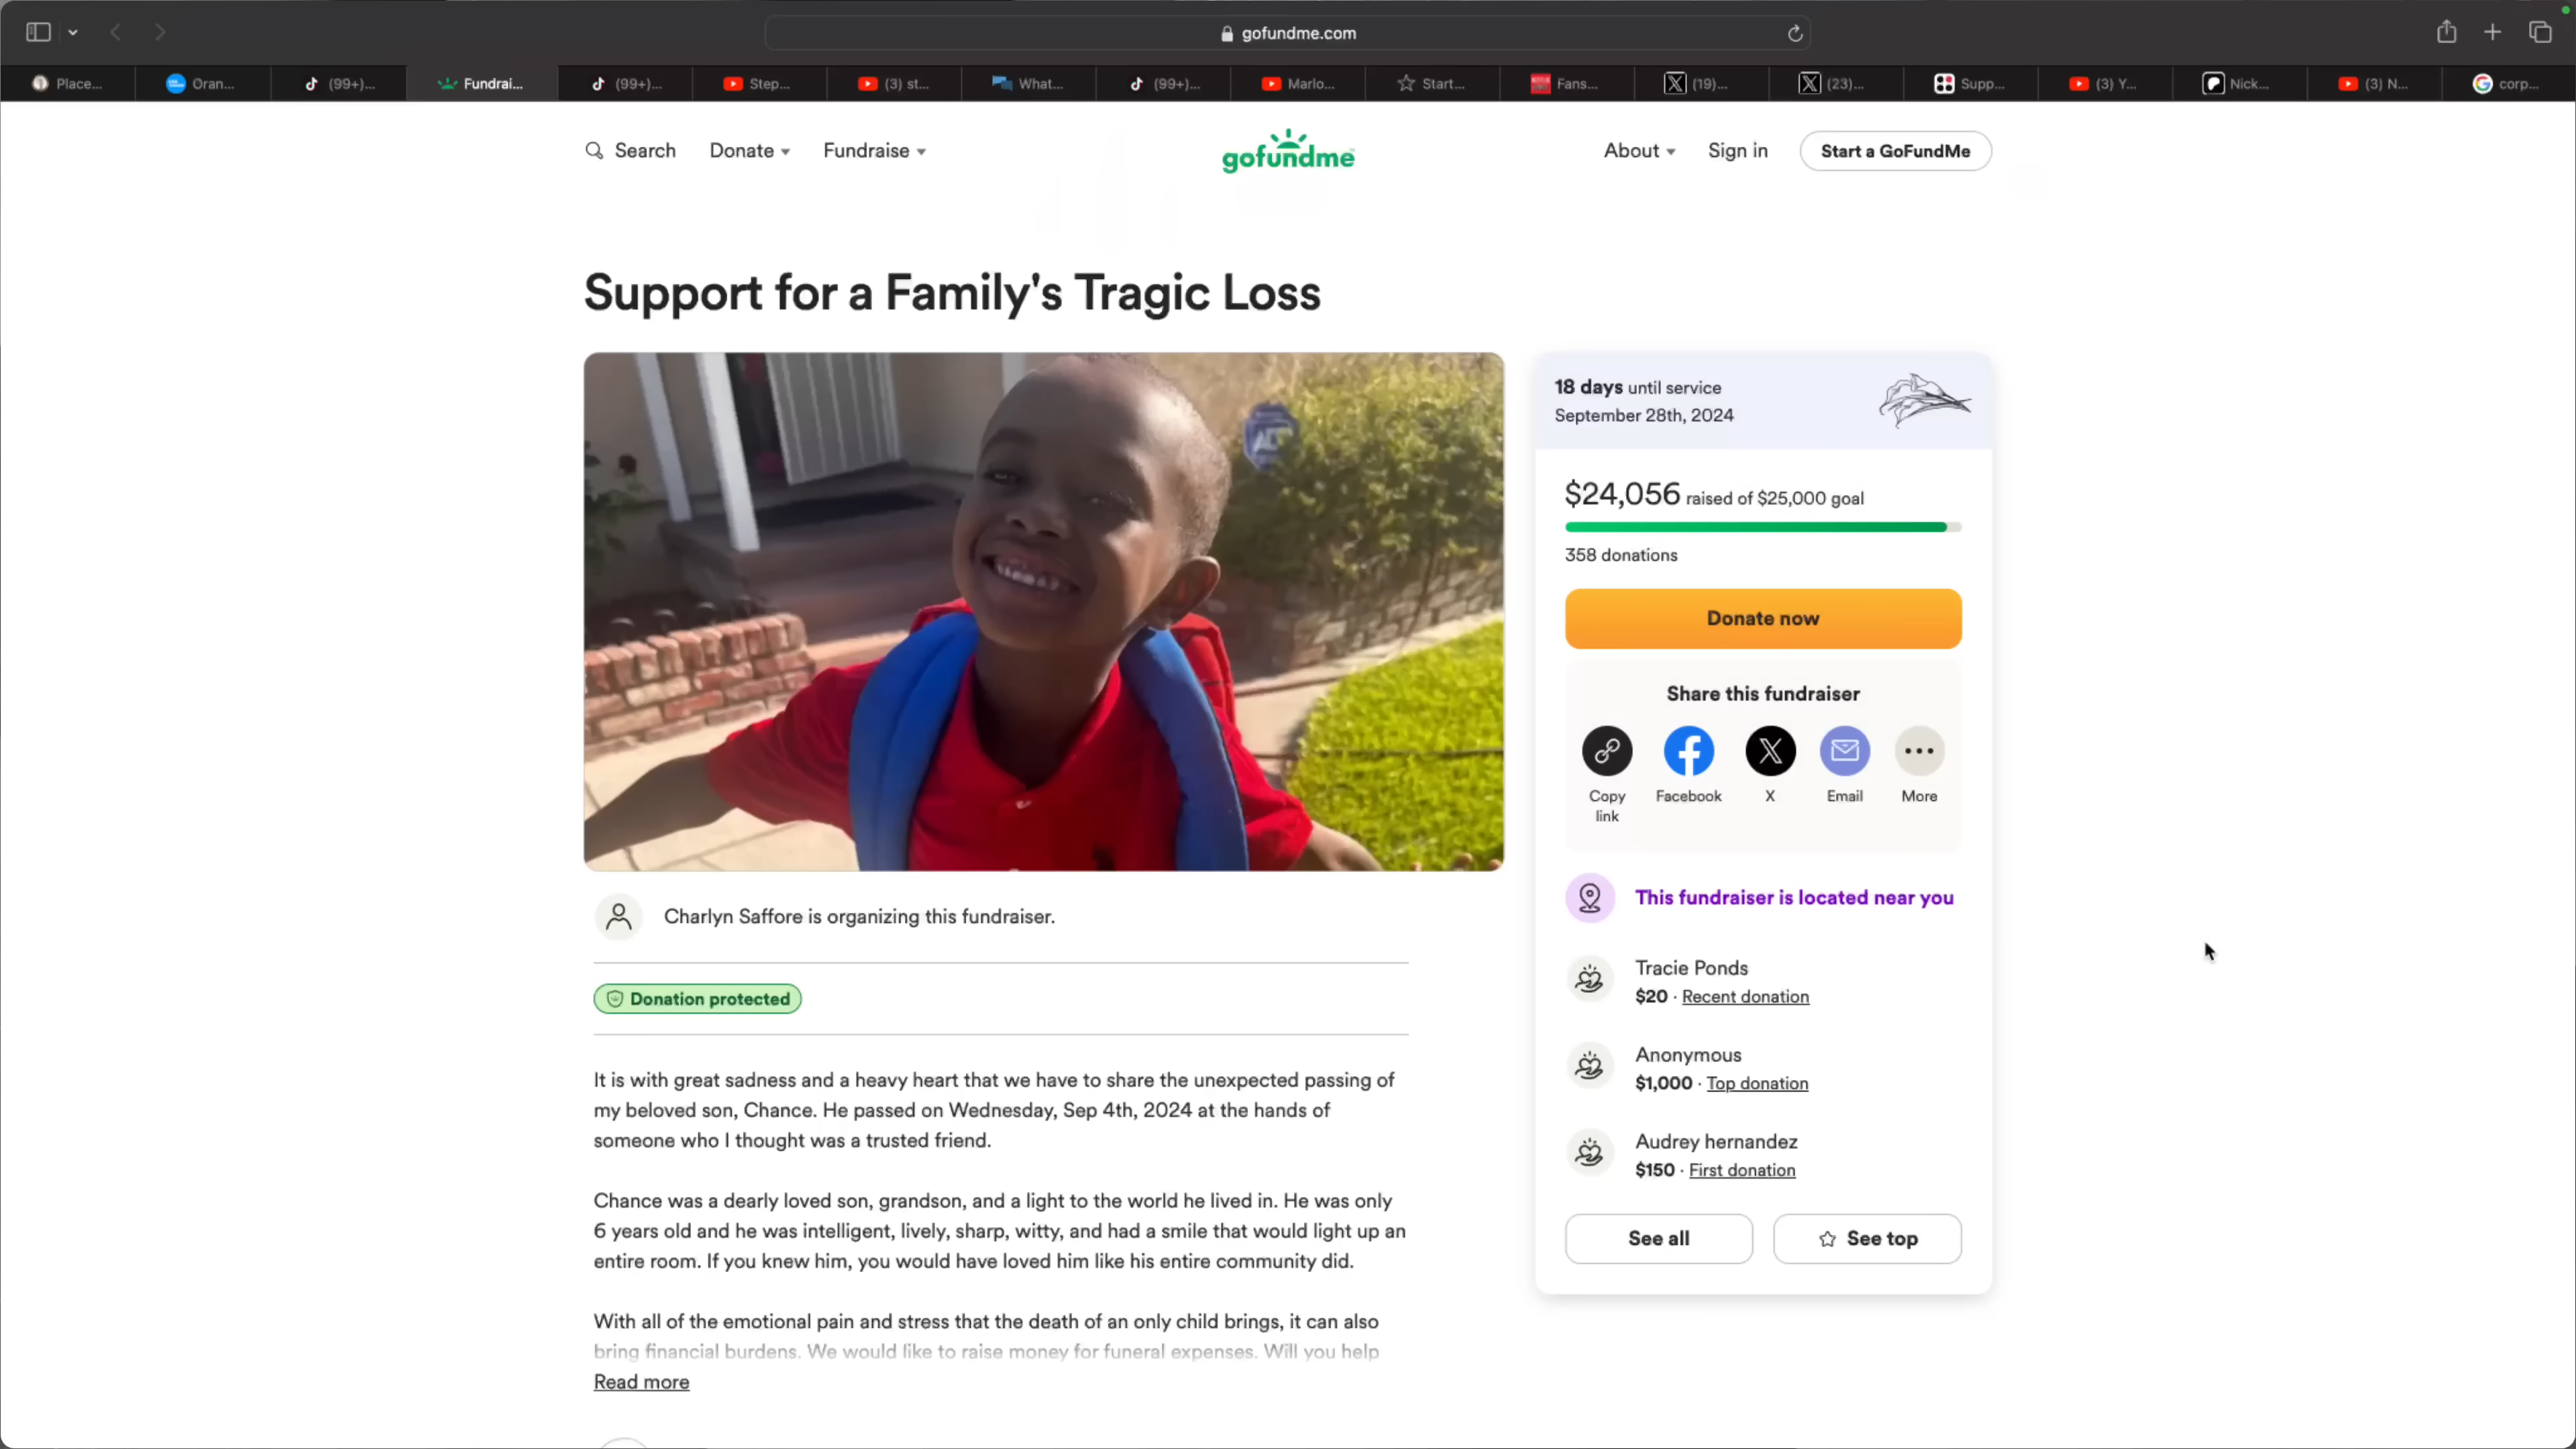 gofundme.com
Place...
Oran...
(99+)...
Fundrai...
(99+)...
Step...
(3) st...
What...
(99+)...
Marlo...
Start...
Fans...
(19)...
(23)...
Supp...
(3) Y...
Nick...
(3) N...
corp...
Search
Donate
Fundraise
gofundme
About
Sign in
Start a GoFundMe
Support for a Family's Tragic Loss
ADT
18 days until service
September 28th, 2024
$24,056 raised of $25,000 goal
358 donations
Donate now
Share this fundraiser
Copy
link
Facebook
X
Email
More
This fundraiser is located near you
Tracie Ponds
$20 · Recent donation
Anonymous
$1,000 · Top donation
Audrey hernandez
$150 · First donation
See all
See top
Charlyn Saffore is organizing this fundraiser.
Donation protected
It is with great sadness and a heavy heart that we have to share the unexpected passing of
my beloved son, Chance. He passed on Wednesday, Sep 4th, 2024 at the hands of
someone who I thought was a trusted friend.
Chance was a dearly loved son, grandson, and a light to the world he lived in. He was only
6 years old and he was intelligent, lively, sharp, witty, and had a smile that would light up an
entire room. If you knew him, you would have loved him like his entire community did.
With all of the emotional pain and stress that the death of an only child brings, it can also
bring financial burdens. We would like to raise money for funeral expenses. Will you help
Read more